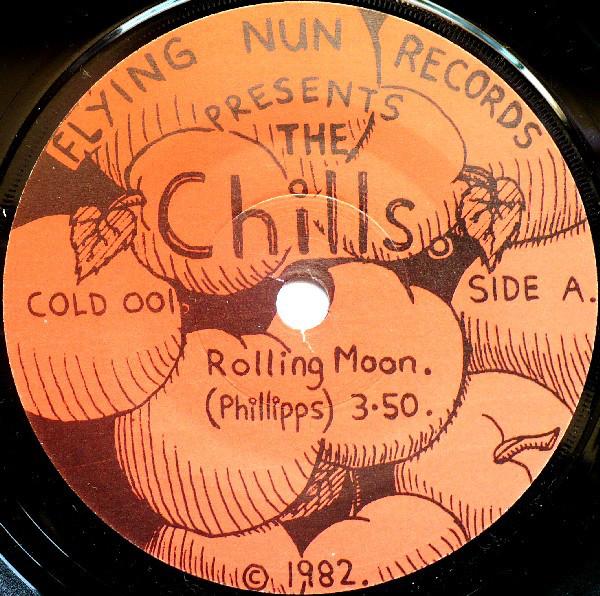 FLYING NUN RECORDS
PRESENTS
THE
Chills.
COLD 001.
SIDE A.
Rolling Moon.
(Phillipps) 3·50.
© 1982.